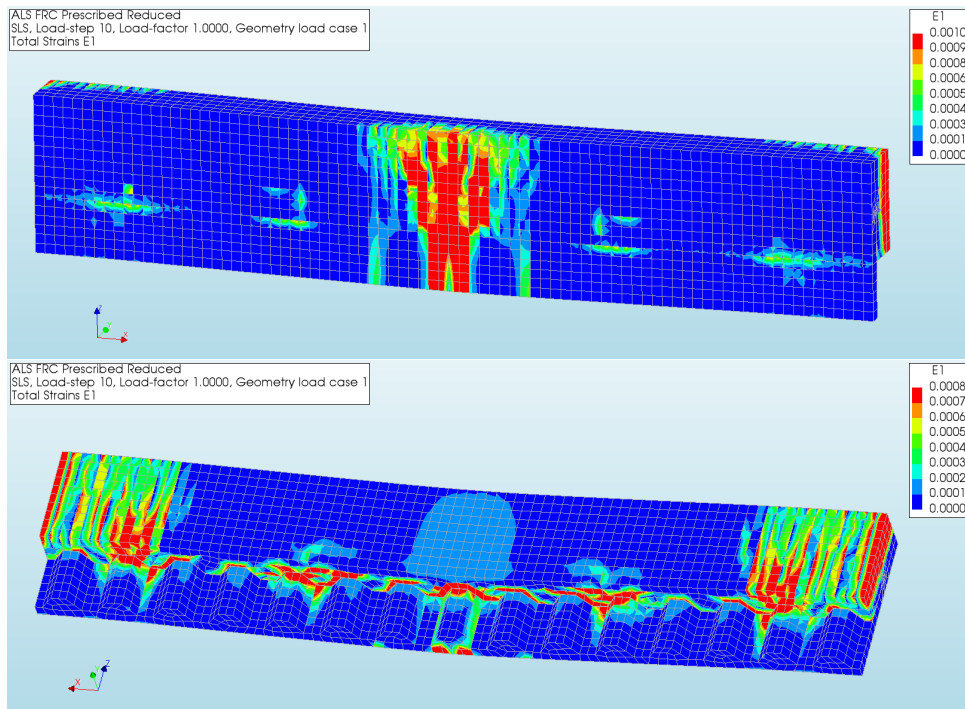 ALS FRC Prescribed Reduced
SLS, Load-step 10, Load-factor 1.0000, Geometry load case 1
Total Strains E1
E1
0.0010
0.0009
0.0008
0.0006
0.0005
0.0004
0.0003
0.0001
0.0000
Z
Y
X
ALS FRC Prescribed Reduced
SLS, Load-step 10, Load-factor 1.0000, Geometry load case 1
Total Strains E1
E1
0.0008
0.0007
0.0006
0.0005
0.0004
0.0003
0.0002
0.0001
0.0000
Z
Y
X